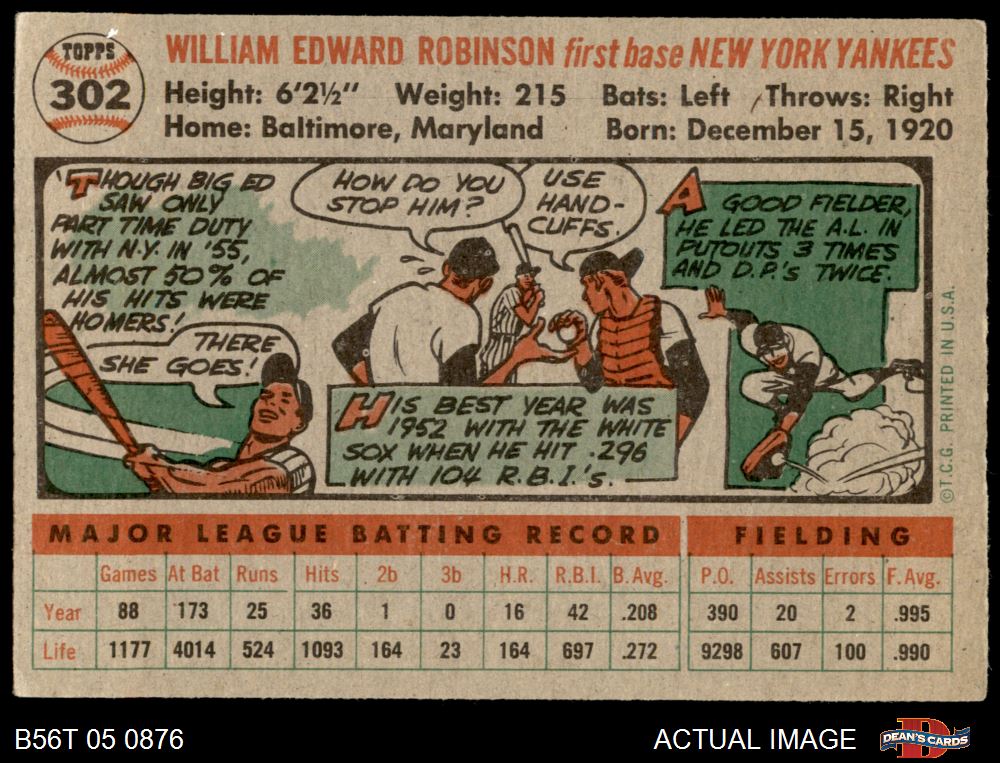 TOPPS
302
WILLIAM EDWARD ROBINSON first base NEW YORK YANKEES
Height: 6'2½" Weight: 215 Bats: Left Throws: Right
Home: Baltimore, Maryland Born: December 15, 1920
THOUGH BIG ED
SAW ONLY
PART TIME DUTY
WITH N.Y. IN '55,
ALMOST 50% OF
HIS HITS WERE
HOMERS!
THERE
SHE GOES!
HOW DO YOU
STOP HIM?
USE
HAND-
CUFFS.
HIS BEST YEAR WAS
1952 WITH THE WHITE
SOX WHEN HE HIT .296
WITH 104 R.B.I.'s.
A GOOD FIELDER,
HE LED THE A.L. IN
PUTOUTS 3 TIMES
AND D.P.'s TWICE.
©T.C.G. PRINTED IN U.S.A.
MAJOR LEAGUE BATTING RECORD FIELDING
Games At Bat Runs Hits 2b 3b H.R. R.B.I. B. Avg. P.O. Assists Errors F. Avg.
Year 88 173 25 36 1 0 16 42 .208 390 20 2 .995
Life 1177 4014 524 1093 164 23 164 697 .272 9298 607 100 .990
B56T 05 0876 ACTUAL IMAGE DEAN'S CARDS